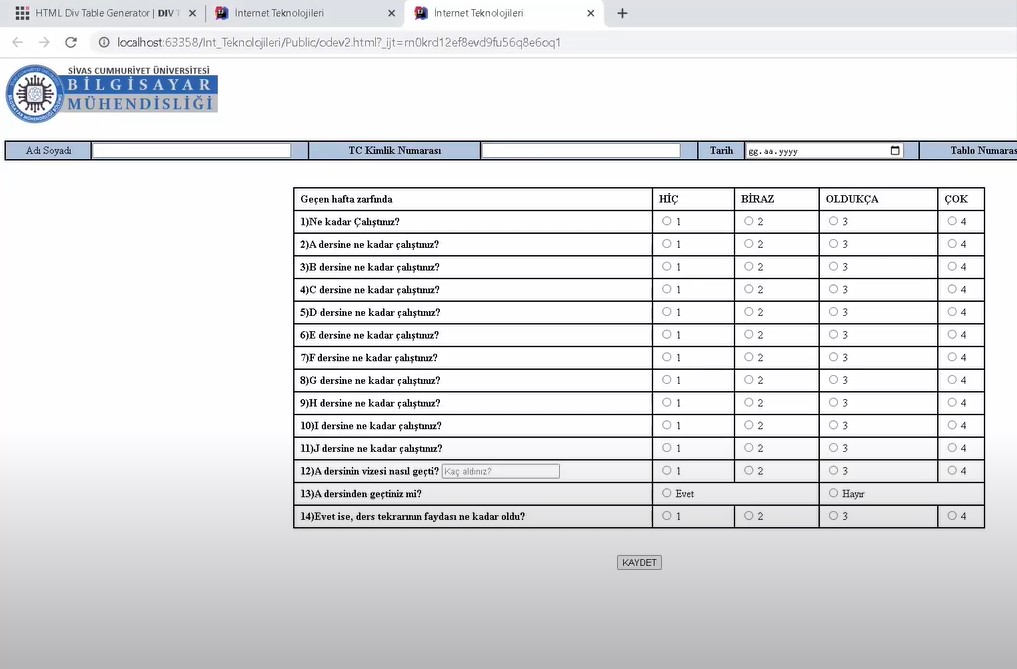 HTML Div Table Generator | DIV T
İnternet Teknolojileri
İnternet Teknolojileri
localhost:63358/Int_Teknolojileri/Public/odev2.html?_ijt=rn0krd12ef8evd9fu56q8e6oq1
SİVAS CUMHURİYET ÜNİVERSİTESİ
BİLGİSAYAR
MÜHENDİSLİĞİ
Adı Soyadı TC Kimlik Numarası Tarih gg.aa.yyyy Tablo Numaras
Geçen hafta zarfında HİÇ BİRAZ OLDUKÇA ÇOK
1)Ne kadar Çalıştınız? 1 2 3 4
2)A dersine ne kadar çalıştınız? 1 2 3 4
3)B dersine ne kadar çalıştınız? 1 2 3 4
4)C dersine ne kadar çalıştınız? 1 2 3 4
5)D dersine ne kadar çalıştınız? 1 2 3 4
6)E dersine ne kadar çalıştınız? 1 2 3 4
7)F dersine ne kadar çalıştınız? 1 2 3 4
8)G dersine ne kadar çalıştınız? 1 2 3 4
9)H dersine ne kadar çalıştınız? 1 2 3 4
10)I dersine ne kadar çalıştınız? 1 2 3 4
11)J dersine ne kadar çalıştınız? 1 2 3 4
12)A dersinin vizesi nasıl geçti? Kaç aldınız? 1 2 3 4
13)A dersinden geçtiniz mi? Evet Hayır
14)Evet ise, ders tekrarının faydası ne kadar oldu? 1 2 3 4
KAYDET